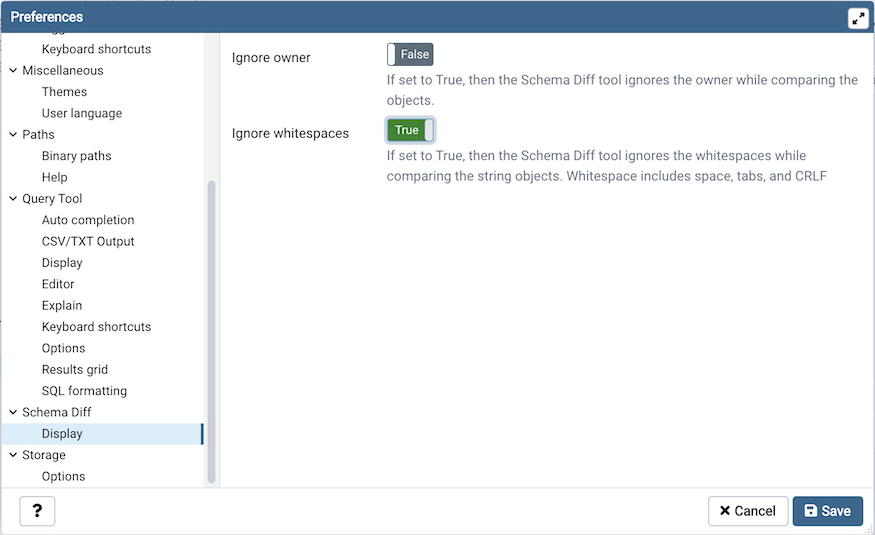 Preferences
Keyboard shortcuts
Miscellaneous
Themes
User language
Paths
Binary paths
Help
Query Tool
Auto completion
CSV/TXT Output
Display
Editor
Explain
Keyboard shortcuts
Options
Results grid
SQL formatting
Schema Diff
Display
Storage
Options
Ignore owner
False
If set to True, then the Schema Diff tool ignores the owner while comparing the
objects.
Ignore whitespaces
True
If set to True, then the Schema Diff tool ignores the whitespaces while
comparing the string objects. Whitespace includes space, tabs, and CRLF
?
Cancel
Save